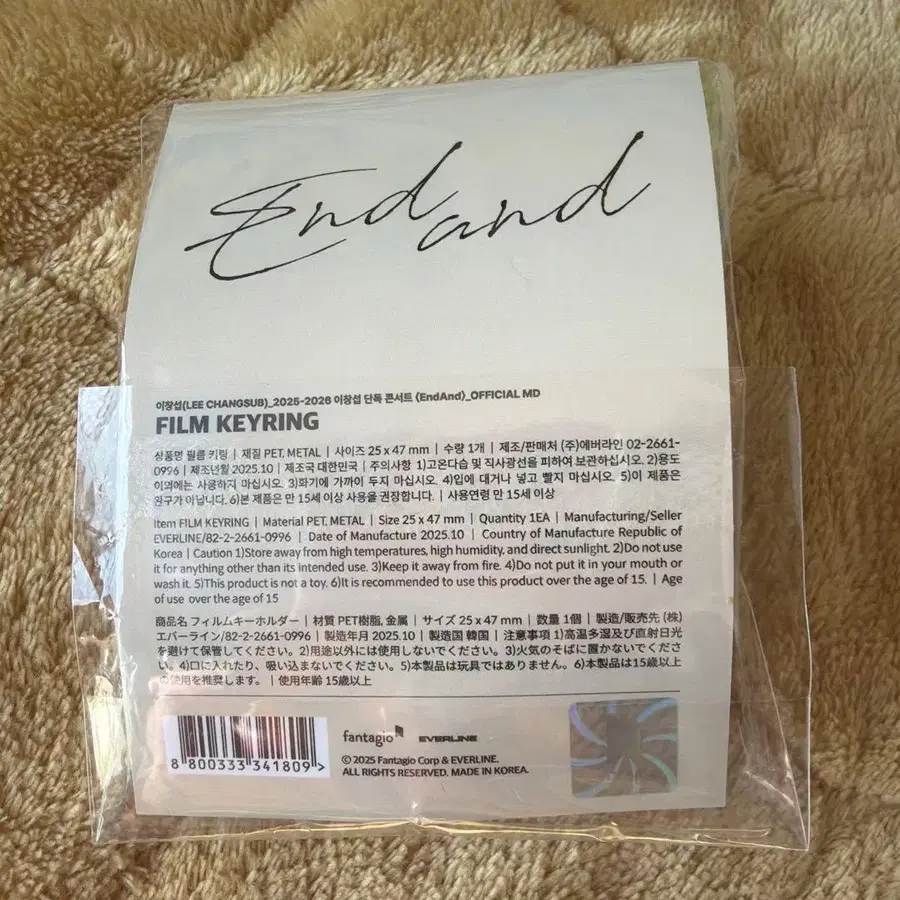 End and
이창섭(LEE CHANGSUB)_2025-2026 이창섭 단독 콘서트 〈EndAnd〉_OFFICIAL MD
FILM KEYRING
상품명 필름 키링 | 재질 PET, METAL | 사이즈 25 x 47 mm | 수량 1개 | 제조/판매처 (주)에버라인 02-2661-
0996 | 제조년월 2025.10 | 제조국 대한민국 | 주의사항 1)고온다습 및 직사광선을 피하여 보관하십시오. 2)용도
이외에는 사용하지 마십시오. 3)화기에 가까이 두지 마십시오. 4)입에 대거나 넣고 빨지 마십시오. 5)이 제품은
완구가 아닙니다. 6)본 제품은 만 15세 이상 사용을 권장합니다. | 사용연령 만 15세 이상
Item FILM KEYRING | Material PET, METAL | Size 25 x 47 mm | Quantity 1EA | Manufacturing/Seller
EVERLINE/82-2-2661-0996 | Date of Manufacture 2025.10 | Country of Manufacture Republic of
Korea | Caution 1)Store away from high temperatures, high humidity, and direct sunlight. 2)Do not use
it for anything other than its intended use. 3)Keep it away from fire. 4)Do not put it in your mouth or
wash it. 5)This product is not a toy. 6)It is recommended to use this product over the age of 15. | Age
of use over the age of 15
商品名 フィルムキーホルダー | 材質 PET樹脂, 金属 | サイズ 25 x 47 mm | 数量 1個 | 製造/販売先 (株)
エバーライン/82-2-2661-0996 | 製造年月 2025.10 | 製造国 韓国 | 注意事項 1)高温多湿及び直射日光
を避けて保管してください。2)用途以外には使用しないでください。3)火気のそばに置かないでくださ
い。4)口に入れたり、吸い込まないでください。5)本製品は玩具ではありません。6)本製品は15歳以上
の使用を推奨します。 | 使用年齢 15歳以上
fantagio EVERLINE
8 800333 341809 >
© 2025 Fantagio Corp & EVERLINE.
ALL RIGHTS RESERVED. MADE IN KOREA.